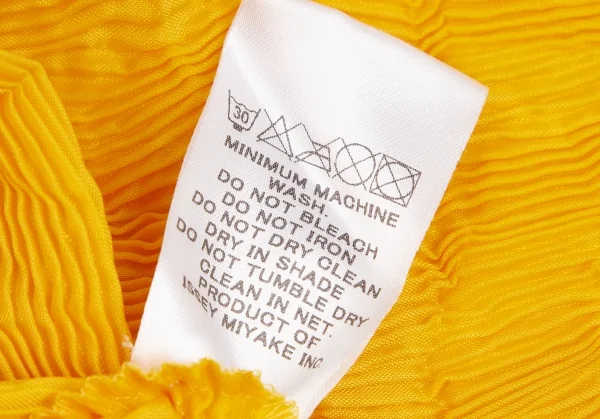 30
MINIMUM MACHINE
WASH.
DO NOT BLEACH
DO NOT IRON
DO NOT DRY CLEAN
DRY IN SHADE
DO NOT TUMBLE DRY
CLEAN IN NET.
PRODUCT OF
ISSEY MIYAKE INC.